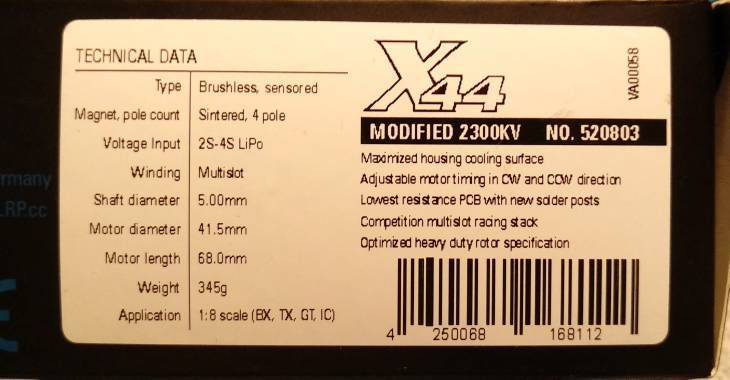 TECHNICAL DATA
Type Brushless, sensored
Magnet, pole count Sintered, 4 pole
Voltage Input 2S-4S LiPo
Winding Multislot
Shaft diameter 5.00mm
Motor diameter 41.5mm
Motor length 68.0mm
Weight 345g
Application 1:8 scale (BX, TX, GT, IC)
X44
VA00058
MODIFIED 2300KV NO. 520803
Maximized housing cooling surface
Adjustable motor timing in CW and CCW direction
Lowest resistance PCB with new solder posts
Competition multislot racing stack
Optimized heavy duty rotor specification
4 250068 168112
rmany
LRP.cc